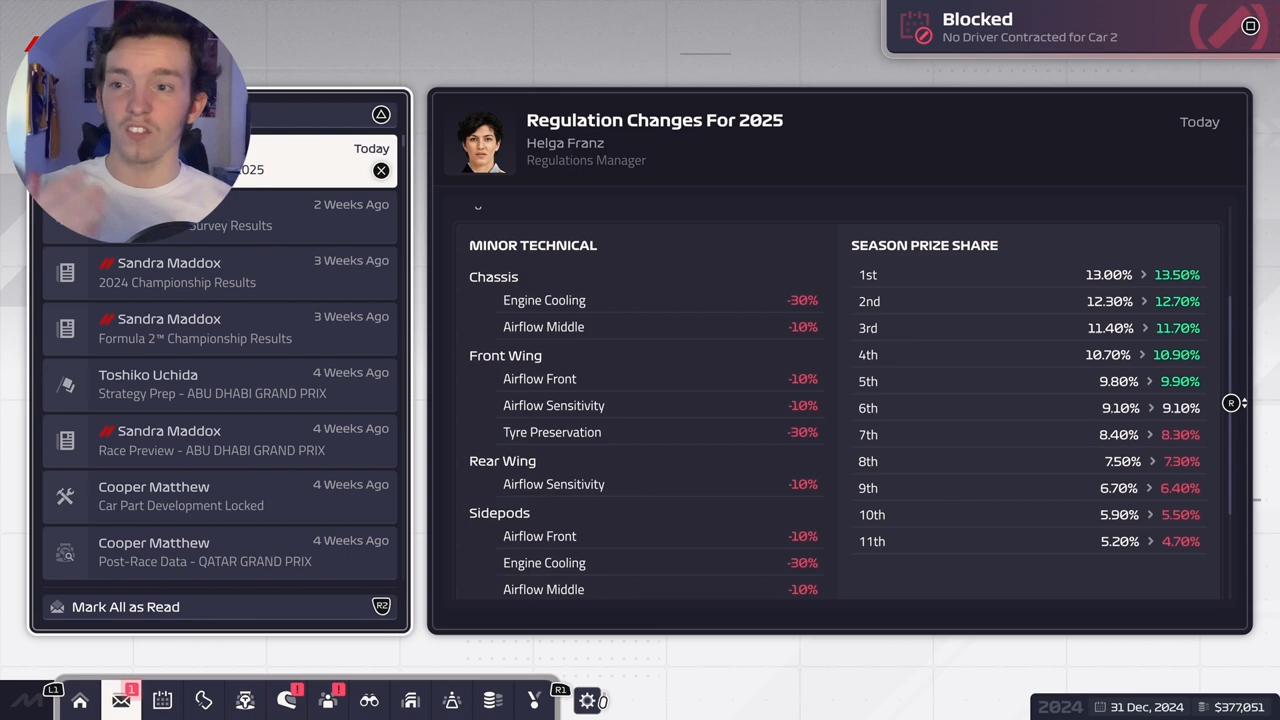 Blocked
No Driver Contracted for Car 2
Today
2025
2 Weeks Ago
Survey Results
Sandra Maddox
3 Weeks Ago
2024 Championship Results
Sandra Maddox
3 Weeks Ago
Formula 2™ Championship Results
Toshiko Uchida
4 Weeks Ago
Strategy Prep - ABU DHABI GRAND PRIX
Sandra Maddox
4 Weeks Ago
Race Preview - ABU DHABI GRAND PRIX
Cooper Matthew
4 Weeks Ago
Car Part Development Locked
Cooper Matthew
4 Weeks Ago
Post-Race Data - QATAR GRAND PRIX
Mark All as Read
R2
Regulation Changes For 2025
Today
Helga Franz
Regulations Manager
MINOR TECHNICAL
Chassis
Engine Cooling -30%
Airflow Middle -10%
Front Wing
Airflow Front -10%
Airflow Sensitivity -10%
Tyre Preservation -30%
Rear Wing
Airflow Sensitivity -10%
Sidepods
Airflow Front -10%
Engine Cooling -30%
Airflow Middle -10%
SEASON PRIZE SHARE
1st 13.00% > 13.50%
2nd 12.30% > 12.70%
3rd 11.40% > 11.70%
4th 10.70% > 10.90%
5th 9.80% > 9.90%
6th 9.10% > 9.10%
7th 8.40% > 8.30%
8th 7.50% > 7.30%
9th 6.70% > 6.40%
10th 5.90% > 5.50%
11th 5.20% > 4.70%
R
L1
1
!
!
R1
2024
31 Dec, 2024
$377,051